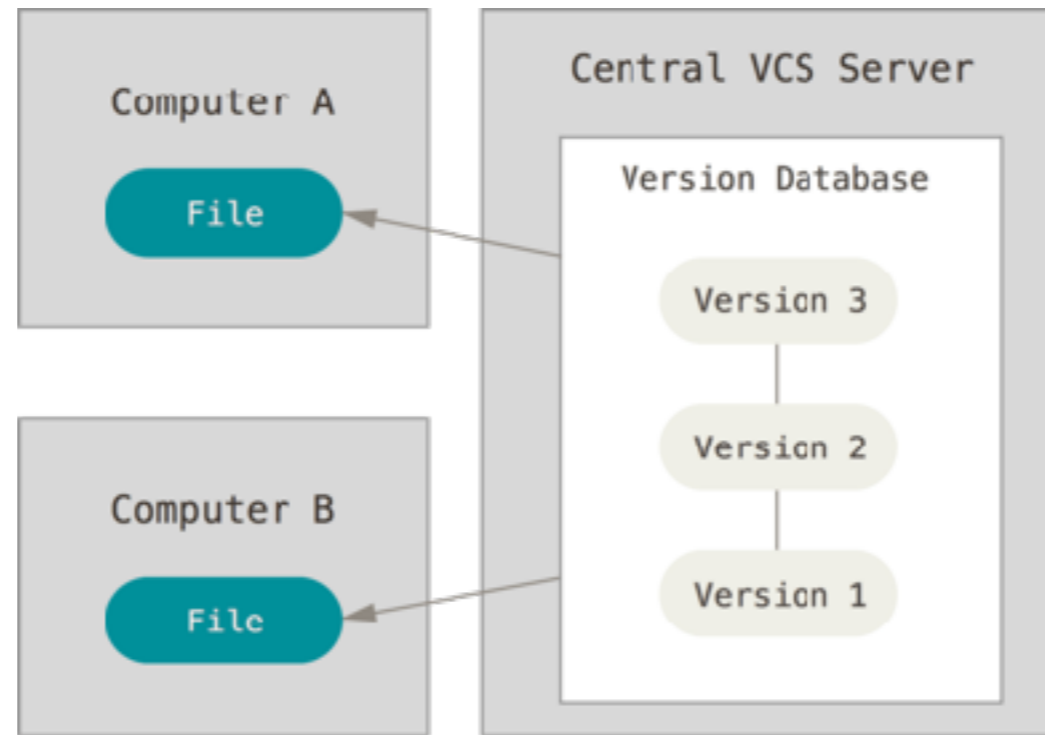 Computer A
File
Computer B
File
Central VCS Server
Version Database
Version 3
Version 2
Version 1